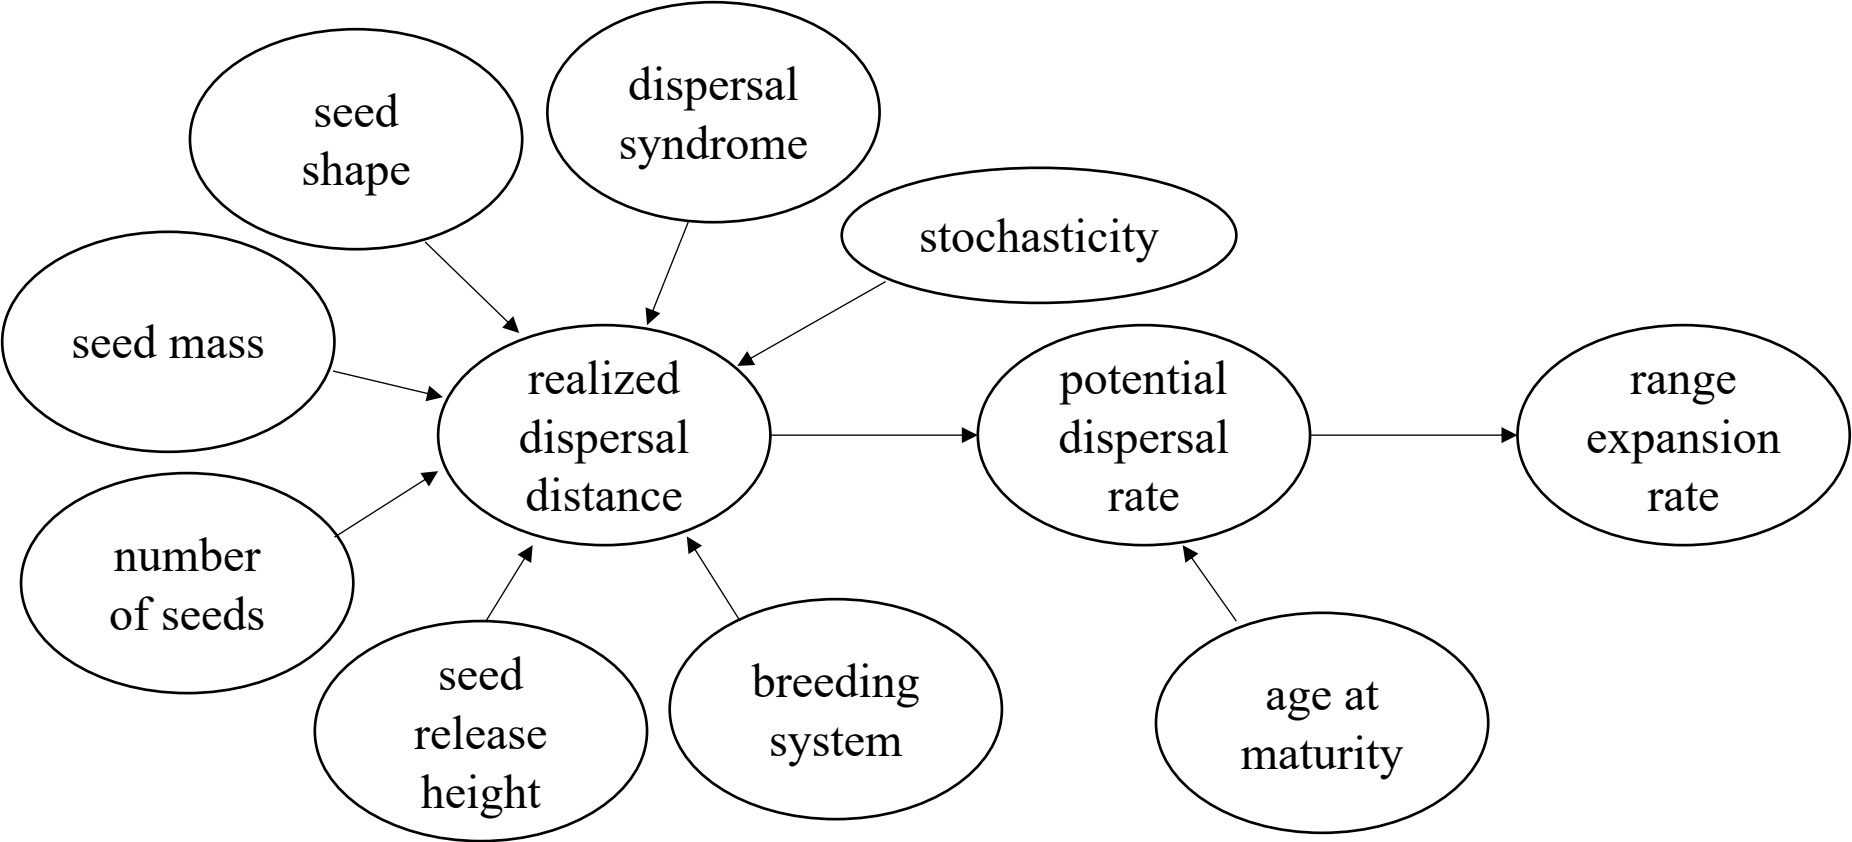 seed
shape
dispersal
syndrome
stochasticity
seed mass
realized
dispersal
distance
potential
dispersal
rate
range
expansion
rate
number
of seeds
seed
release
height
breeding
system
age at
maturity